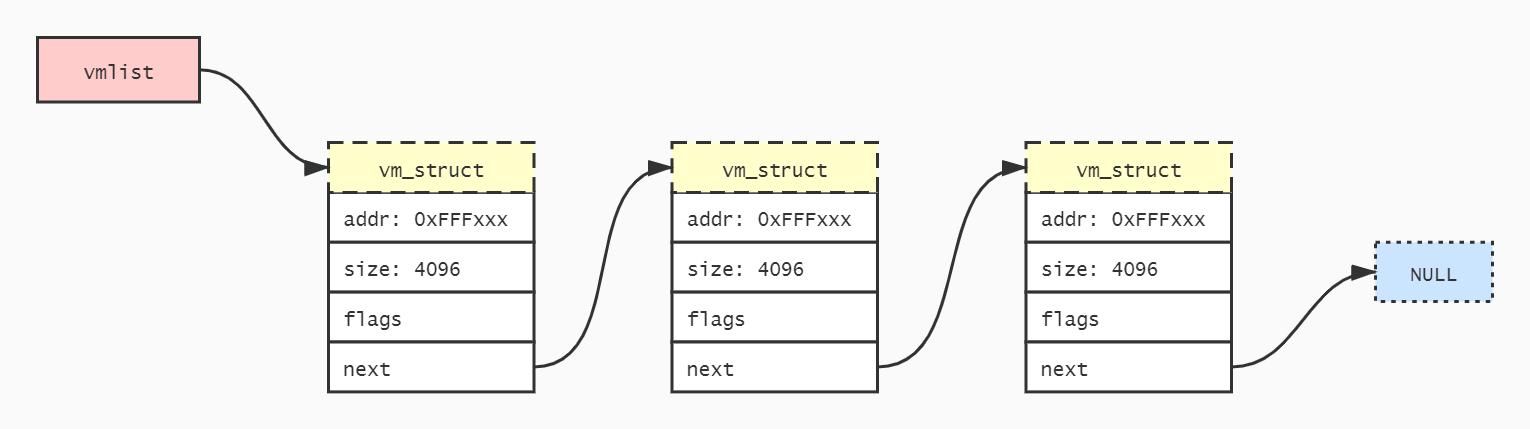 vmlist
vm_struct
addr: 0xFFFxxx
size: 4096
flags
next
vm_struct
addr: 0xFFFxxx
size: 4096
flags
next
vm_struct
addr: 0xFFFxxx
size: 4096
flags
next
NULL